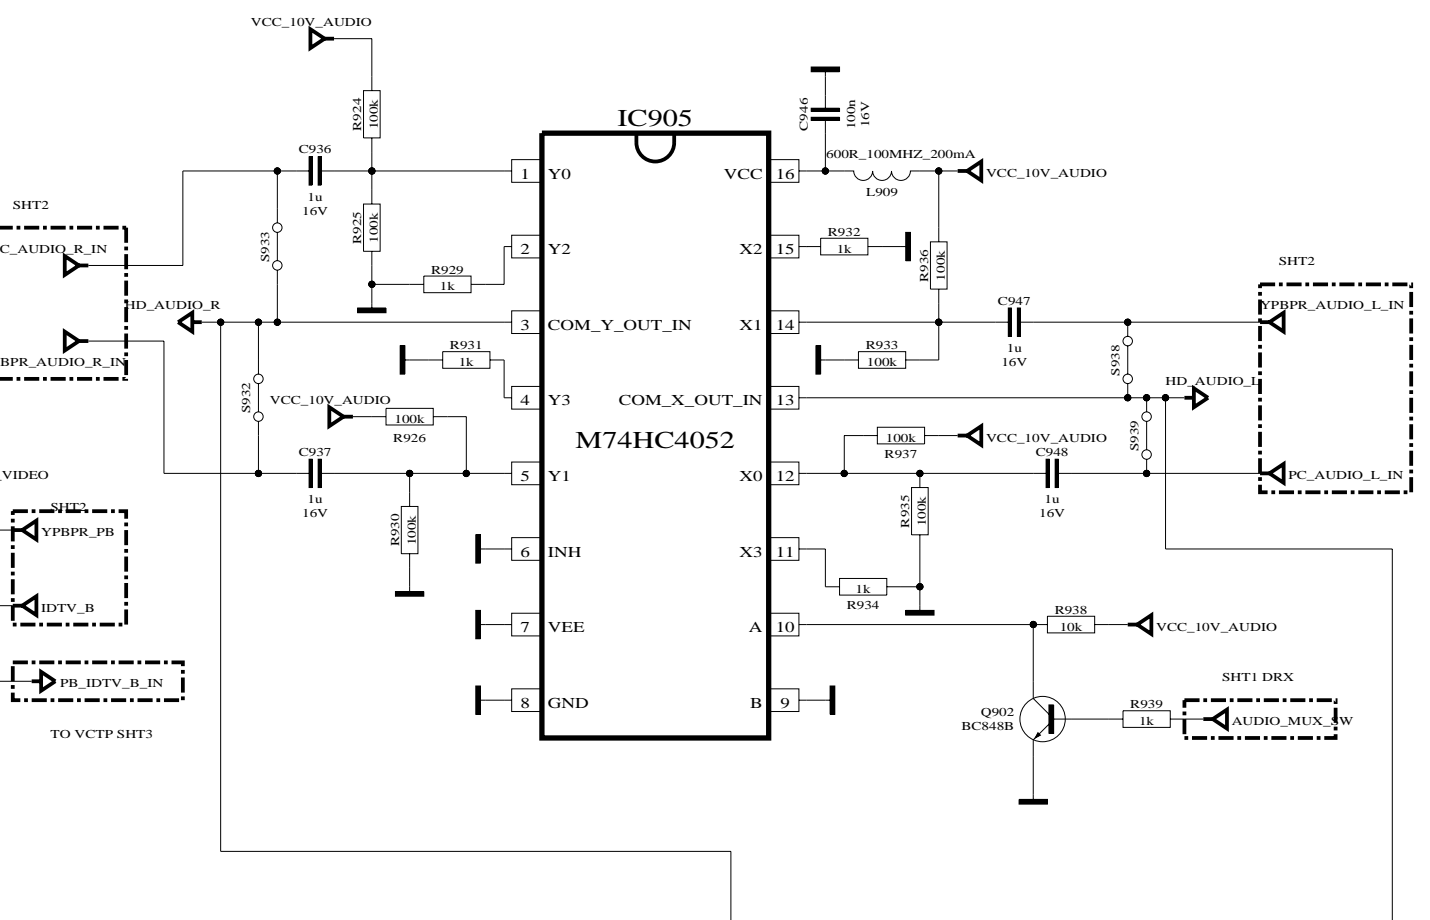 VCC_10V_AUDIO
R924
100k
C936
1u
16V
R925
100k
SHT2
C_AUDIO_R_IN
S933
R929
1k
HD_AUDIO_R
BPR_AUDIO_R_IN
R931
1k
S932
VCC_10V_AUDIO
100k
R926
C937
1u
16V
R930
100k
_VIDEO
SHT2
YPBPR_PB
IDTV_B
PB_IDTV_B_IN
TO VCTP SHT3
IC905
1 Y0 VCC 16
2 Y2 X2 15
3 COM_Y_OUT_IN X1 14
4 Y3 COM_X_OUT_IN 13
M74HC4052
5 Y1 X0 12
6 INH X3 11
7 VEE A 10
8 GND B 9
C946
100n
16V
600R_100MHZ_200mA
L909
VCC_10V_AUDIO
R932
1k
R936
100k
SHT2
C947
1u
16V
YPBPR_AUDIO_L_IN
R933
100k
S938
HD_AUDIO_L
S939
100k
R937
VCC_10V_AUDIO
C948
1u
16V
PC_AUDIO_L_IN
R935
100k
1k
R934
R938
10k
VCC_10V_AUDIO
SHT1 DRX
Q902
BC848B
R939
1k
AUDIO_MUX_SW